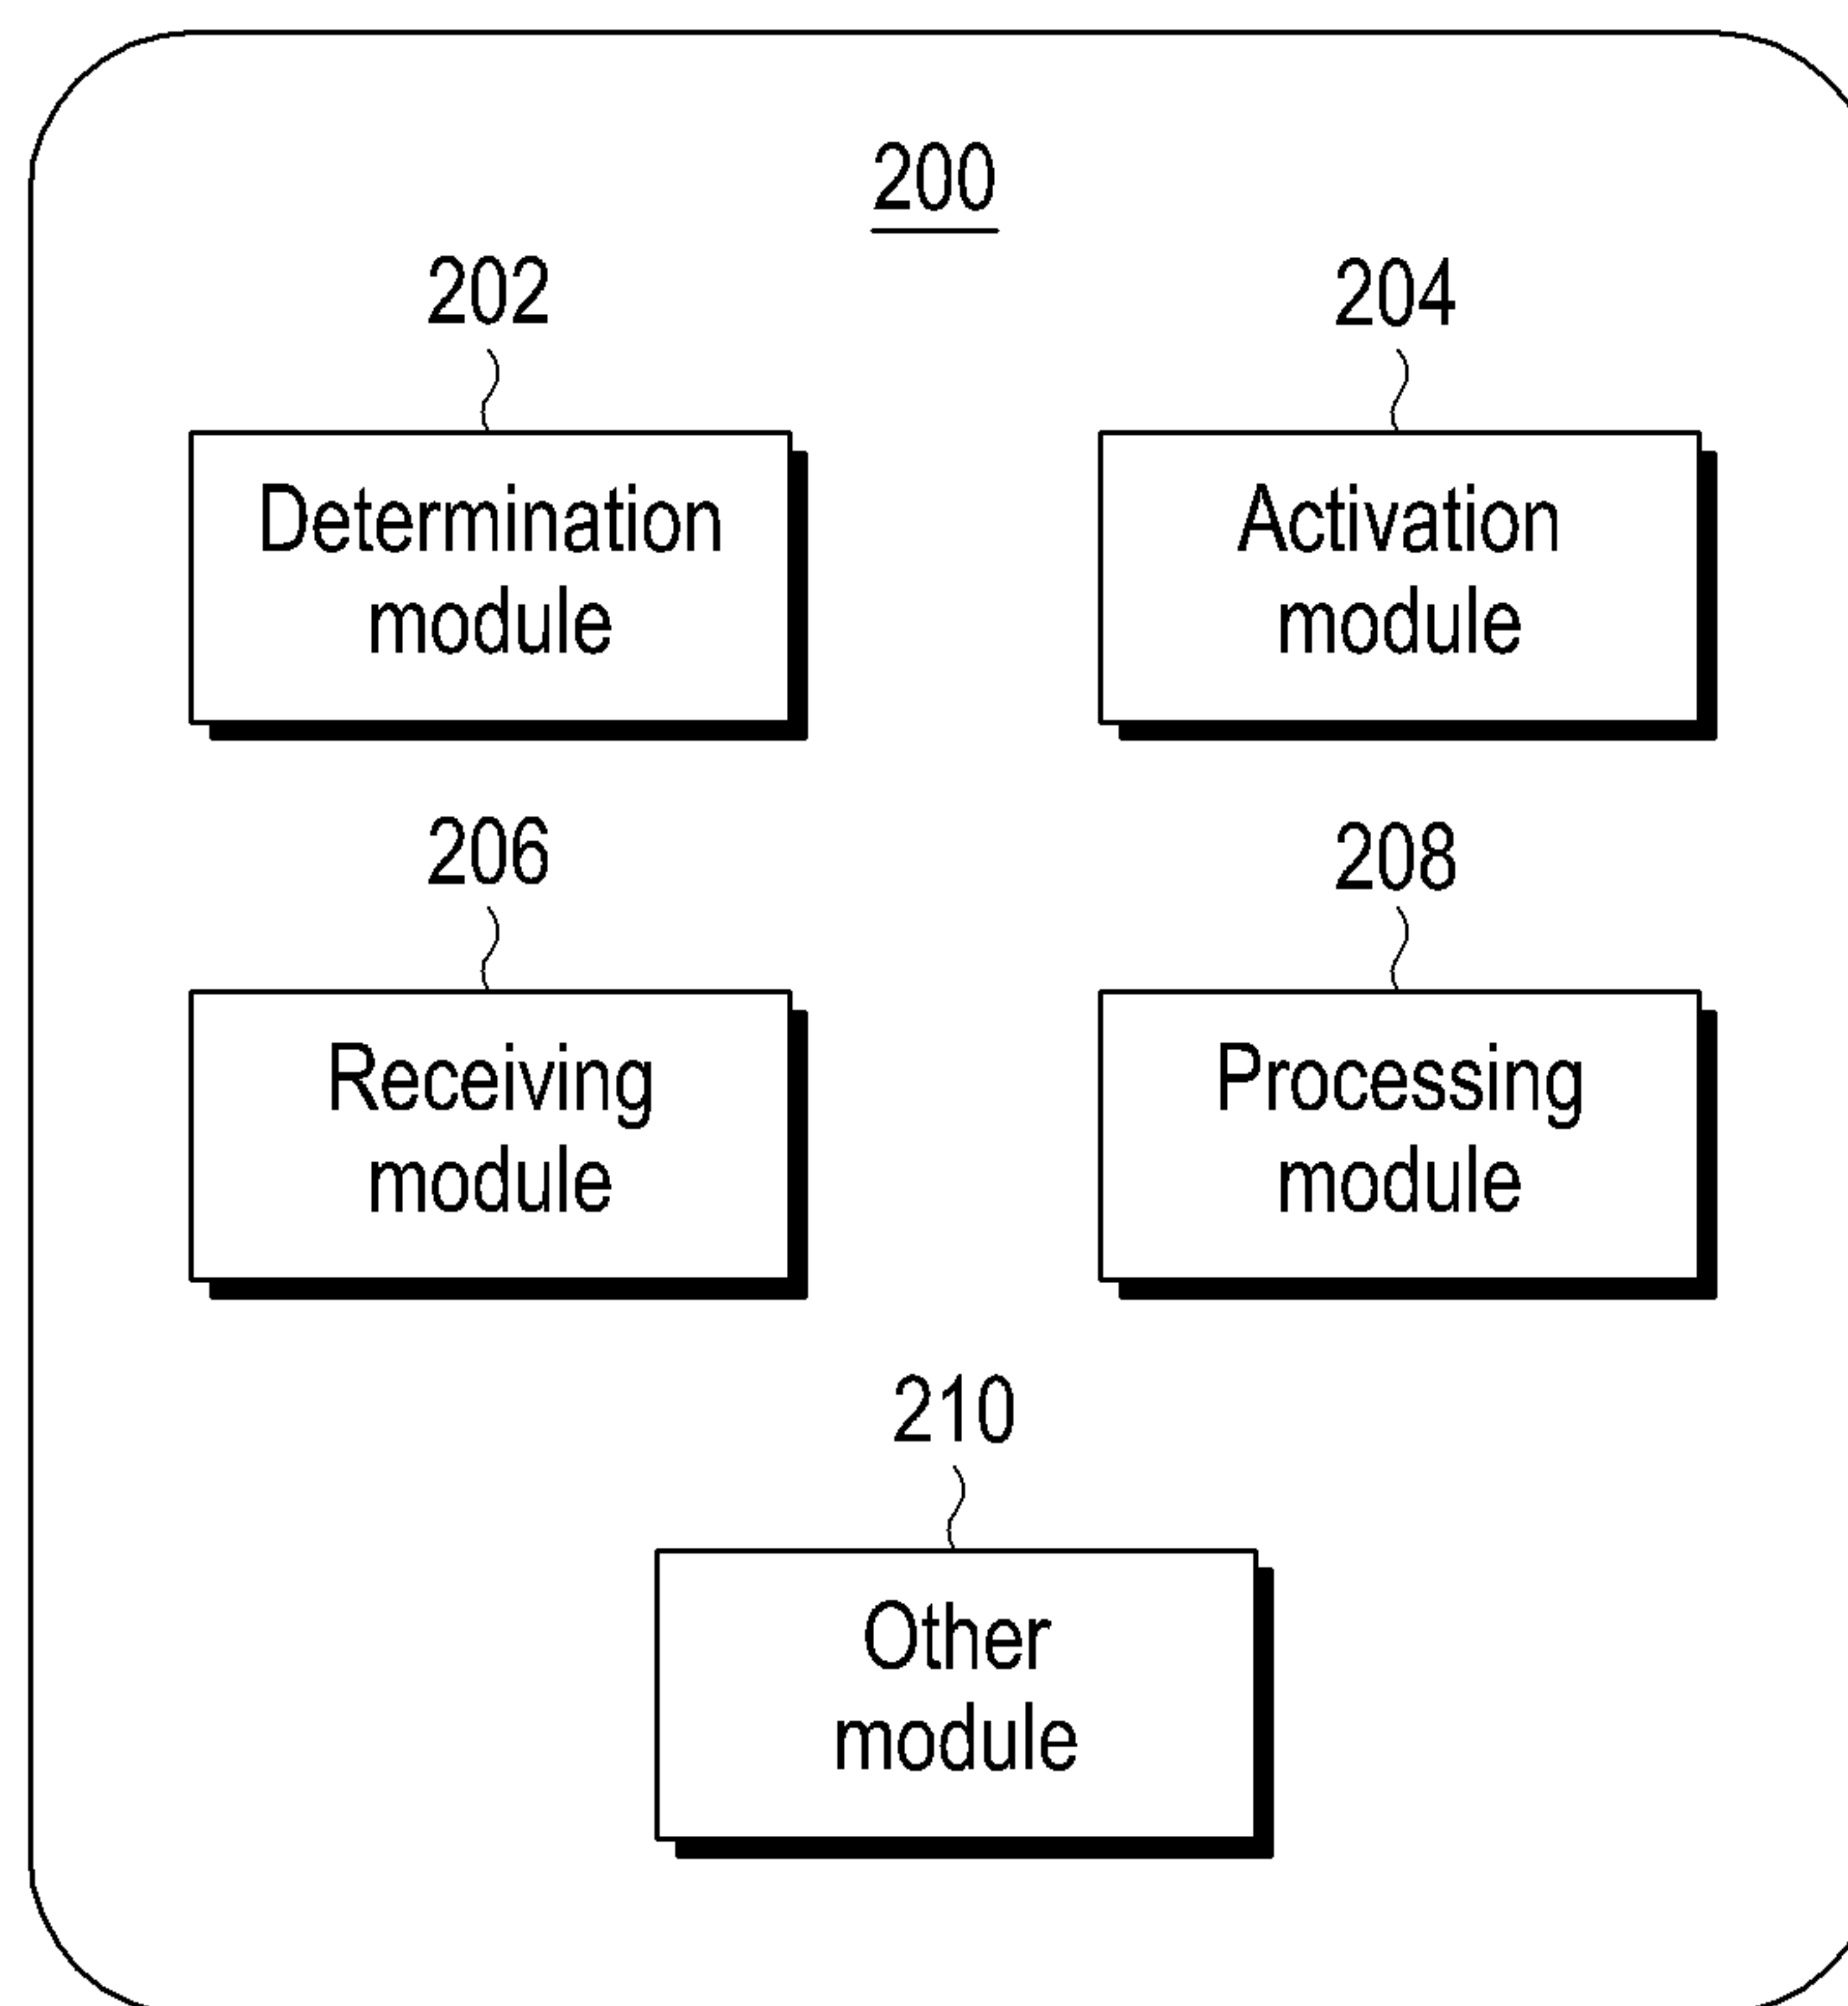 200
202
204
Determination
module
Activation
module
206
208
Receiving
module
Processing
module
210
Other
module